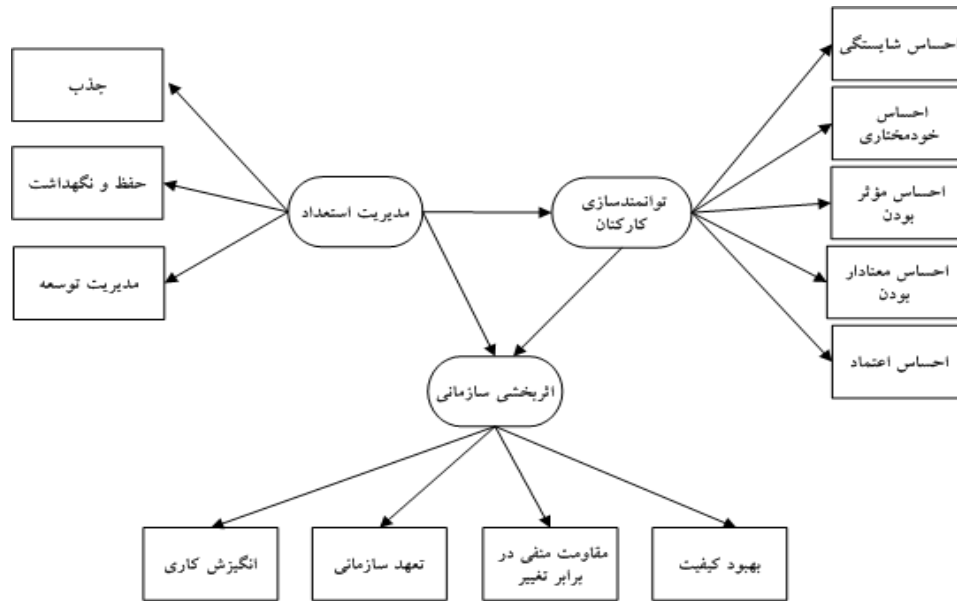 احساس شایستگی
احساس
خودمختاری
احساس مؤثر
بودن
احساس معنادار
بودن
احساس اعتماد
توانمندسازی
کارکنان
مدیریت استعداد
جذب
حفظ و نگهداشت
مدیریت توسعه
اثربخشی سازمانی
بهبود کیفیت
مقاومت منفی در
برابر تغییر
تعهد سازمانی
انگیزش کاری